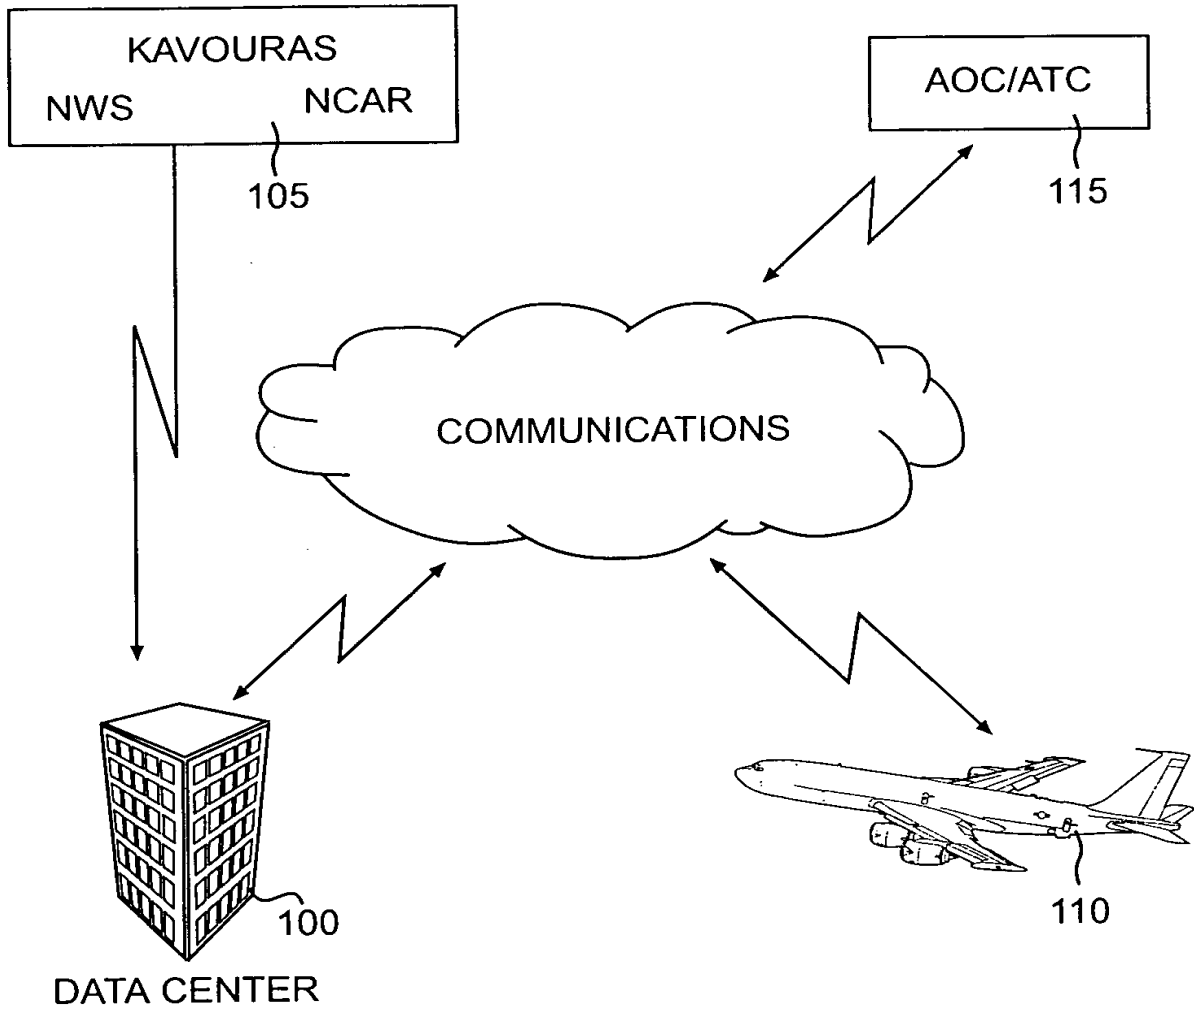 KAVOURAS
NWS NCAR
105
AOC/ATC
115
COMMUNICATIONS
100
DATA CENTER
110